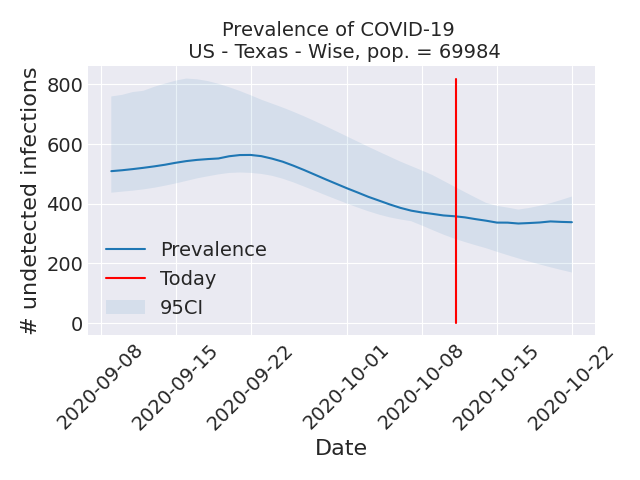 Prevalence of COVID-19
US - Texas - Wise, pop. = 69984
# undetected infections
800
600
400
200
0
Prevalence
Today
95CI
2020-09-08
2020-09-15
2020-09-22
2020-10-01
2020-10-08
2020-10-15
2020-10-22
Date